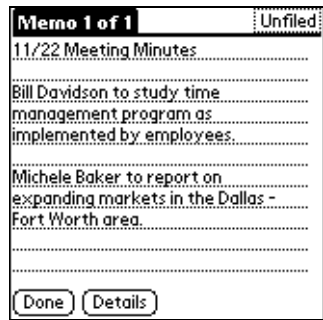 Memo 1 of 1 Unfiled
11/22 Meeting Minutes
Bill Davidson to study time
management program as
implemented by employees.
Michele Baker to report on
expanding markets in the Dallas -
Fort Worth area.
Done Details